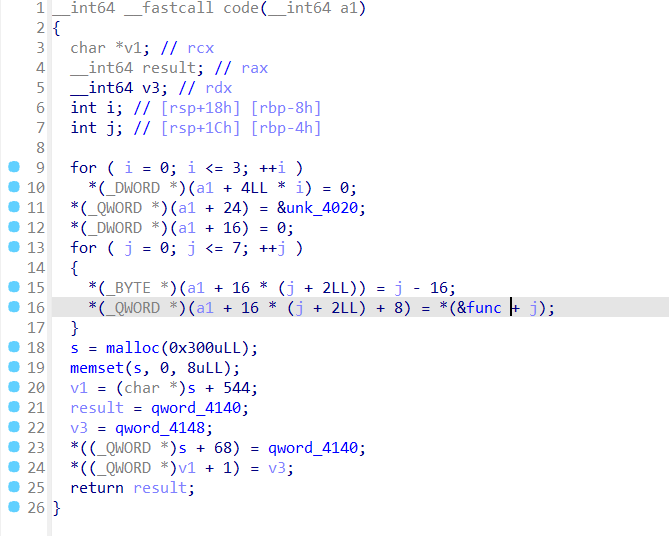 1 __int64 __fastcall code(__int64 a1)
2 {
3 char *v1; // rcx
4 __int64 result; // rax
5 __int64 v3; // rdx
6 int i; // [rsp+18h] [rbp-8h]
7 int j; // [rsp+1Ch] [rbp-4h]
8
9 for ( i = 0; i <= 3; ++i )
10 *(_DWORD *)(a1 + 4LL * i) = 0;
11 *(_QWORD *)(a1 + 24) = &unk_4020;
12 *(_DWORD *)(a1 + 16) = 0;
13 for ( j = 0; j <= 7; ++j )
14 {
15 *(_BYTE *)(a1 + 16 * (j + 2LL)) = j - 16;
16 *(_QWORD *)(a1 + 16 * (j + 2LL) + 8) = *(&func + j);
17 }
18 s = malloc(0x300uLL);
19 memset(s, 0, 8uLL);
20 v1 = (char *)s + 544;
21 result = qword_4140;
22 v3 = qword_4148;
23 *((_QWORD *)s + 68) = qword_4140;
24 *((_QWORD *)v1 + 1) = v3;
25 return result;
26 }